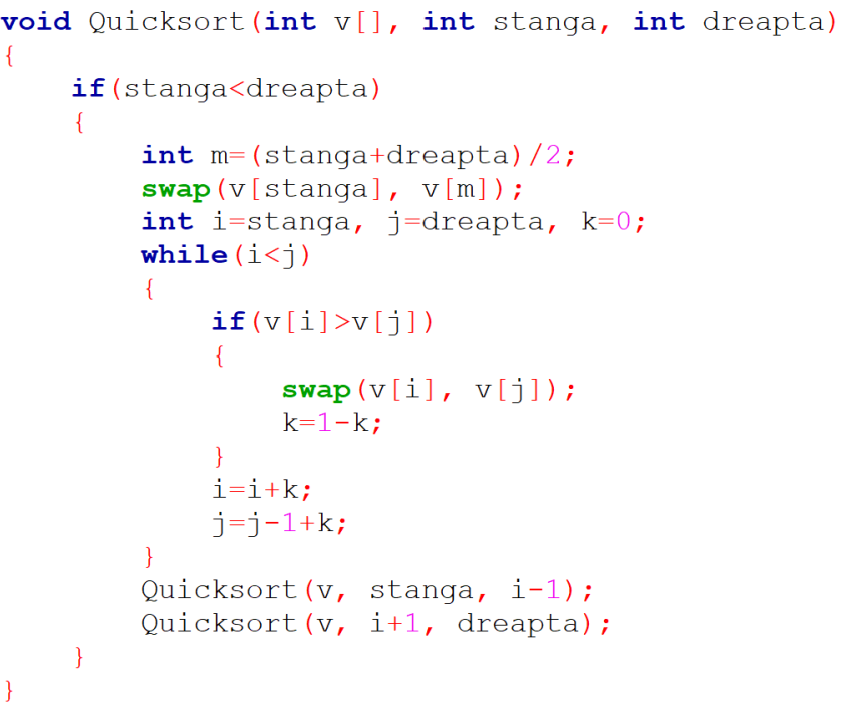 void Quicksort(int v[], int stanga, int dreapta)
{
    if(stanga<dreapta)
    {
        int m=(stanga+dreapta)/2;
        swap(v[stanga], v[m]);
        int i=stanga, j=dreapta, k=0;
        while(i<j)
        {
            if(v[i]>v[j])
            {
                swap(v[i], v[j]);
                k=1-k;
            }
            i=i+k;
            j=j-1+k;
        }
        Quicksort(v, stanga, i-1);
        Quicksort(v, i+1, dreapta);
    }
}